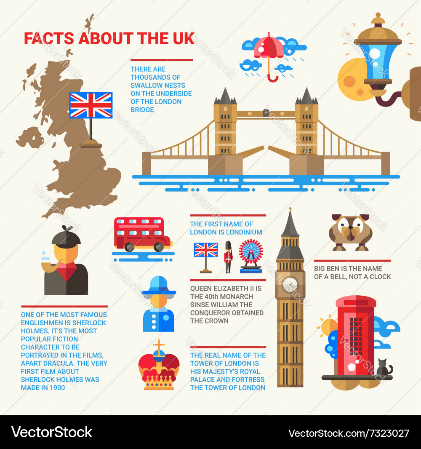 FACTS ABOUT THE UK
THERE ARE
THOUSANDS OF
SWALLOW NESTS
ON THE UNDERSIDE
OF THE LONDON
BRIDGE
THE FIRST NAME OF
LONDON IS LONDINIUM
BIG BEN IS THE NAME
OF A BELL, NOT A CLOCK
QUEEN ELIZABETH II IS
THE 40th MONARCH
SINSE WILLIAM THE
CONQUEROR OBTAINED
THE CROWN
ONE OF THE MOST FAMOUS
ENGLISHMEN IS SHERLOCK
HOLMES. IT'S THE MOST
POPULAR FICTION
CHARACTER TO BE
PORTRAYED IN THE FILMS,
APART DRACULA. THE VERY
FIRST FILM ABOUT
SHERLOCK HOLMES WAS
MADE IN 1900
THE REAL NAME OF THE
TOWER OF LONDON IS
HIS MAJESTY'S ROYAL
PALACE AND FORTRESS
THE TOWER OF LONDON
VectorStock
VectorStock.com/7323027